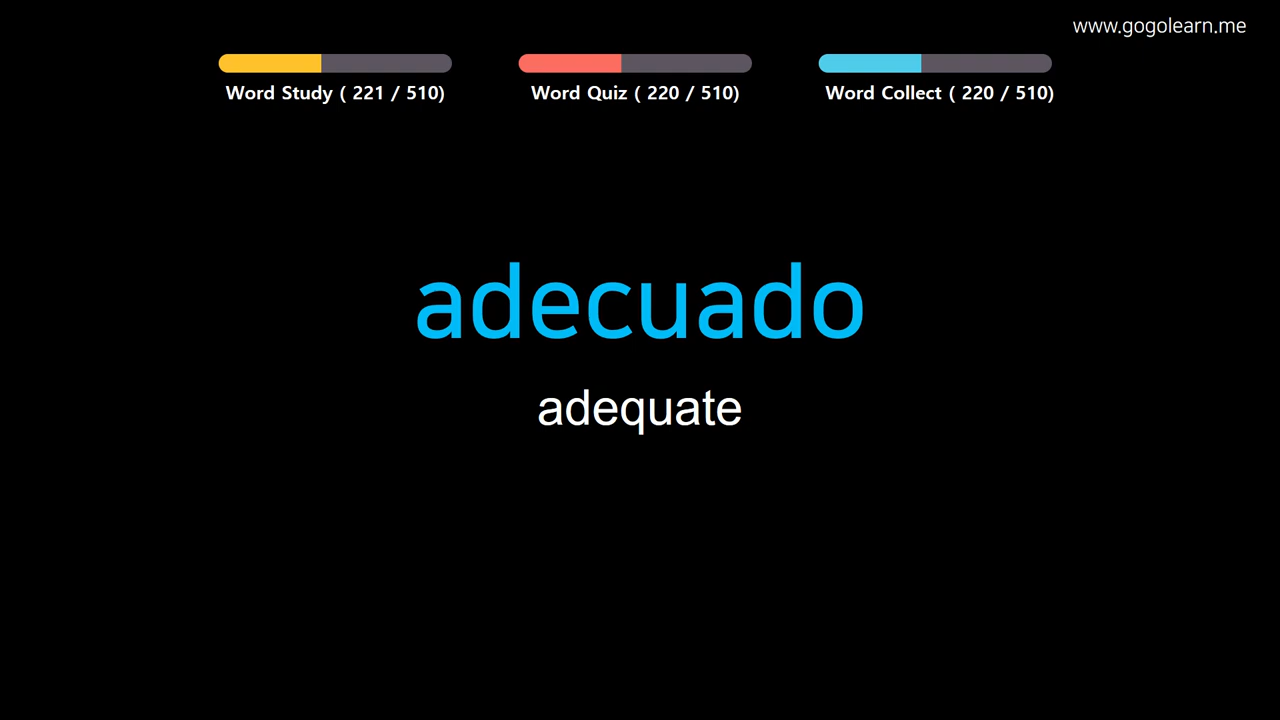 www.gogolearn.me
Word Study ( 221 / 510)
Word Quiz ( 220 / 510)
Word Collect ( 220 / 510)
adecuado
adequate